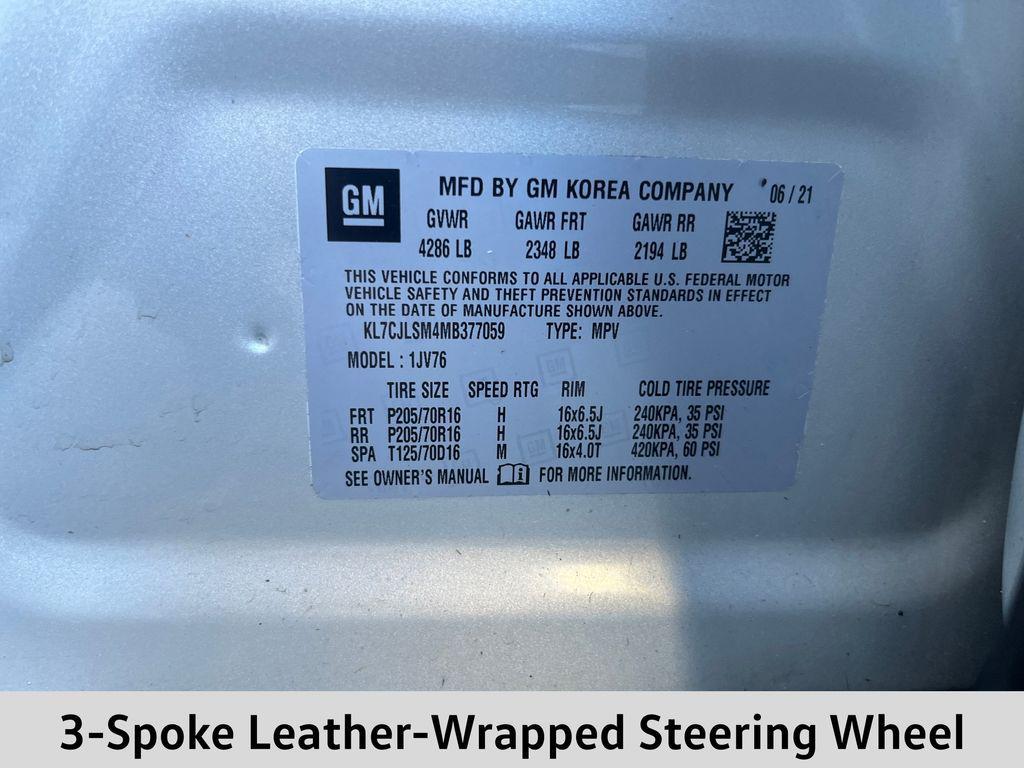 GM
MFD BY GM KOREA COMPANY 06 / 21
GVWR GAWR FRT GAWR RR
4286 LB 2348 LB 2194 LB
THIS VEHICLE CONFORMS TO ALL APPLICABLE U.S. FEDERAL MOTOR
VEHICLE SAFETY AND THEFT PREVENTION STANDARDS IN EFFECT
ON THE DATE OF MANUFACTURE SHOWN ABOVE.
KL7CJLSM4MB377059 TYPE: MPV
MODEL : 1JV76
TIRE SIZE SPEED RTG RIM COLD TIRE PRESSURE
FRT P205/70R16 H 16x6.5J 240KPA, 35 PSI
RR P205/70R16 H 16x6.5J 240KPA, 35 PSI
SPA T125/70D16 M 16x4.0T 420KPA, 60 PSI
SEE OWNER'S MANUAL FOR MORE INFORMATION.
3-Spoke Leather-Wrapped Steering Wheel